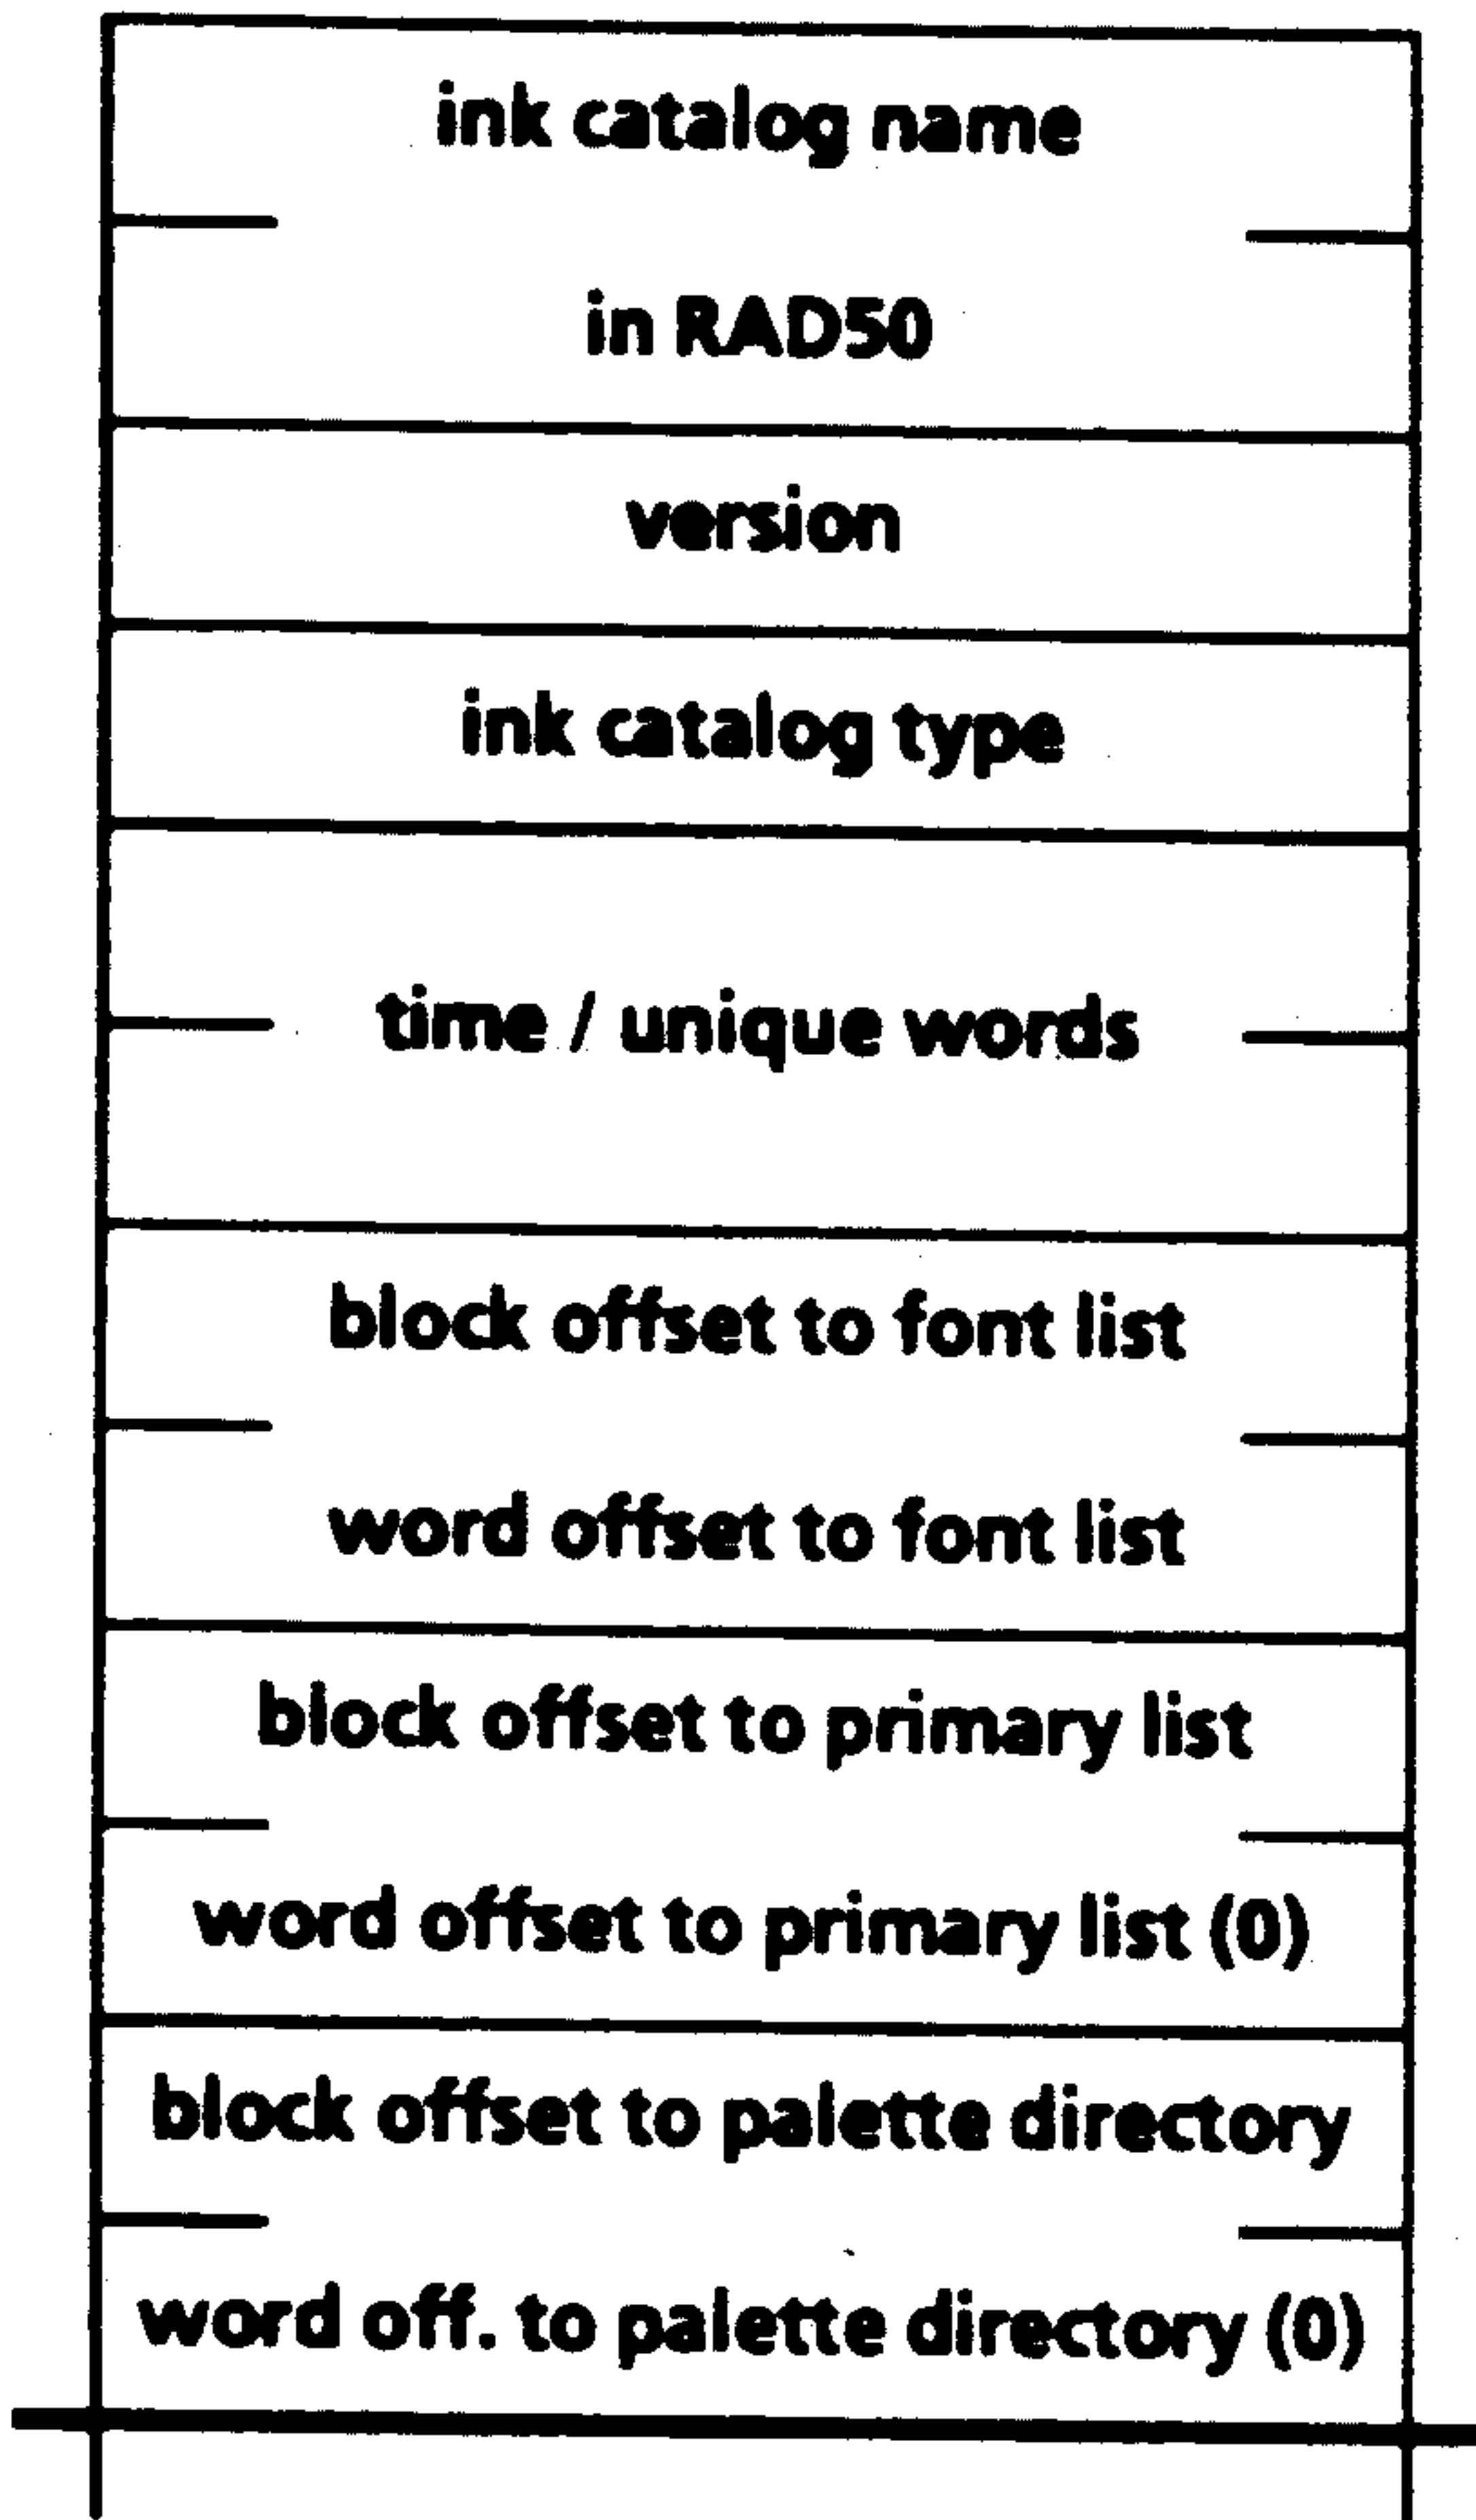 ink catalog name
in RAD50
version
ink catalog type
time / unique words
block offset to font list
word offset to font list
block offset to primary list
word offset to primary list (0)
block offset to palette directory
word off. to palette directory (0)